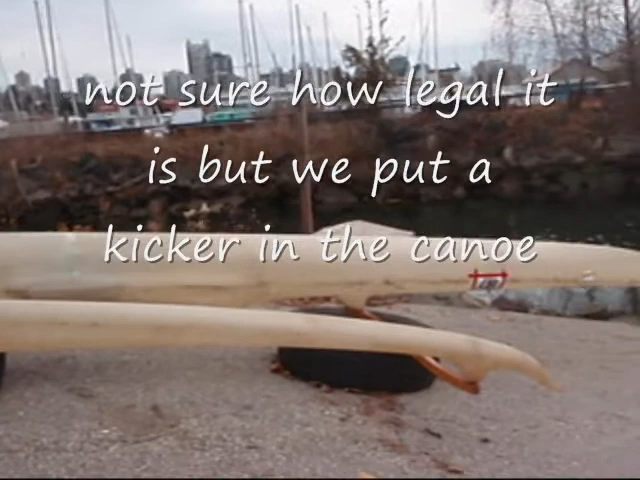 not sure how legal it
is but we put a
kicker in the canoe